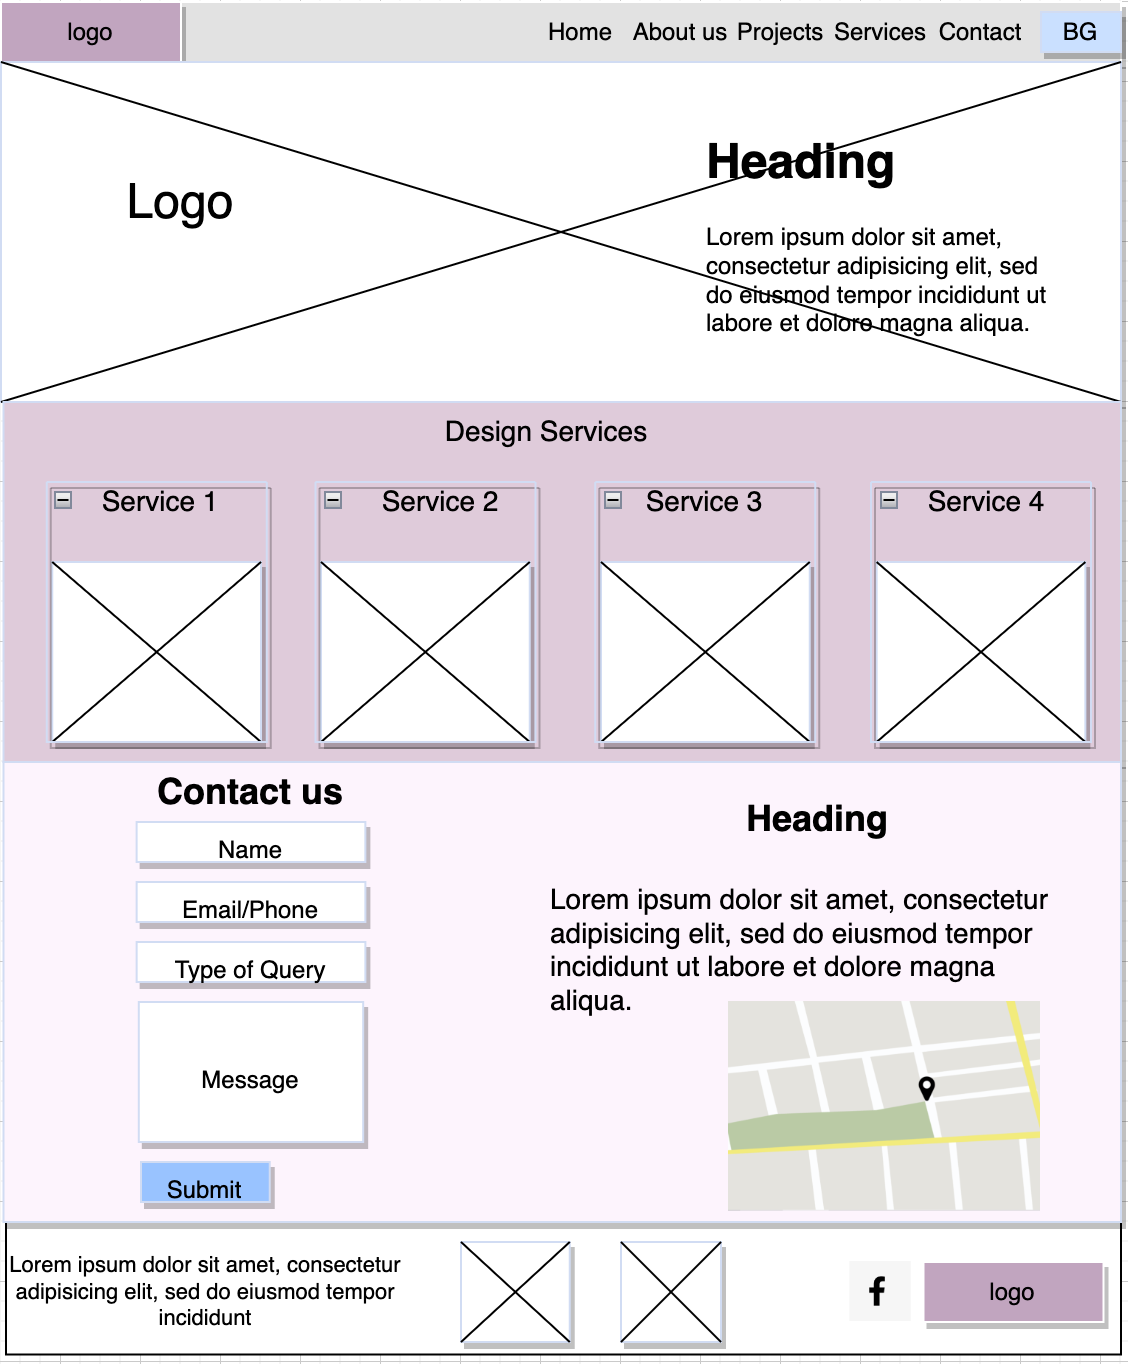 logo
Home About us Projects Services Contact BG
Logo
Heading
Lorem ipsum dolor sit amet,
consectetur adipisicing elit, sed
do eiusmod tempor incididunt ut
labore et dolore magna aliqua.
Design Services
Service 1 Service 2 Service 3 Service 4
Contact us
Name
Email/Phone
Type of Query
Message
Submit
Heading
Lorem ipsum dolor sit amet, consectetur
adipisicing elit, sed do eiusmod tempor
incididunt ut labore et dolore magna
aliqua.
Lorem ipsum dolor sit amet, consectetur
adipisicing elit, sed do eiusmod tempor
incididunt
f
logo